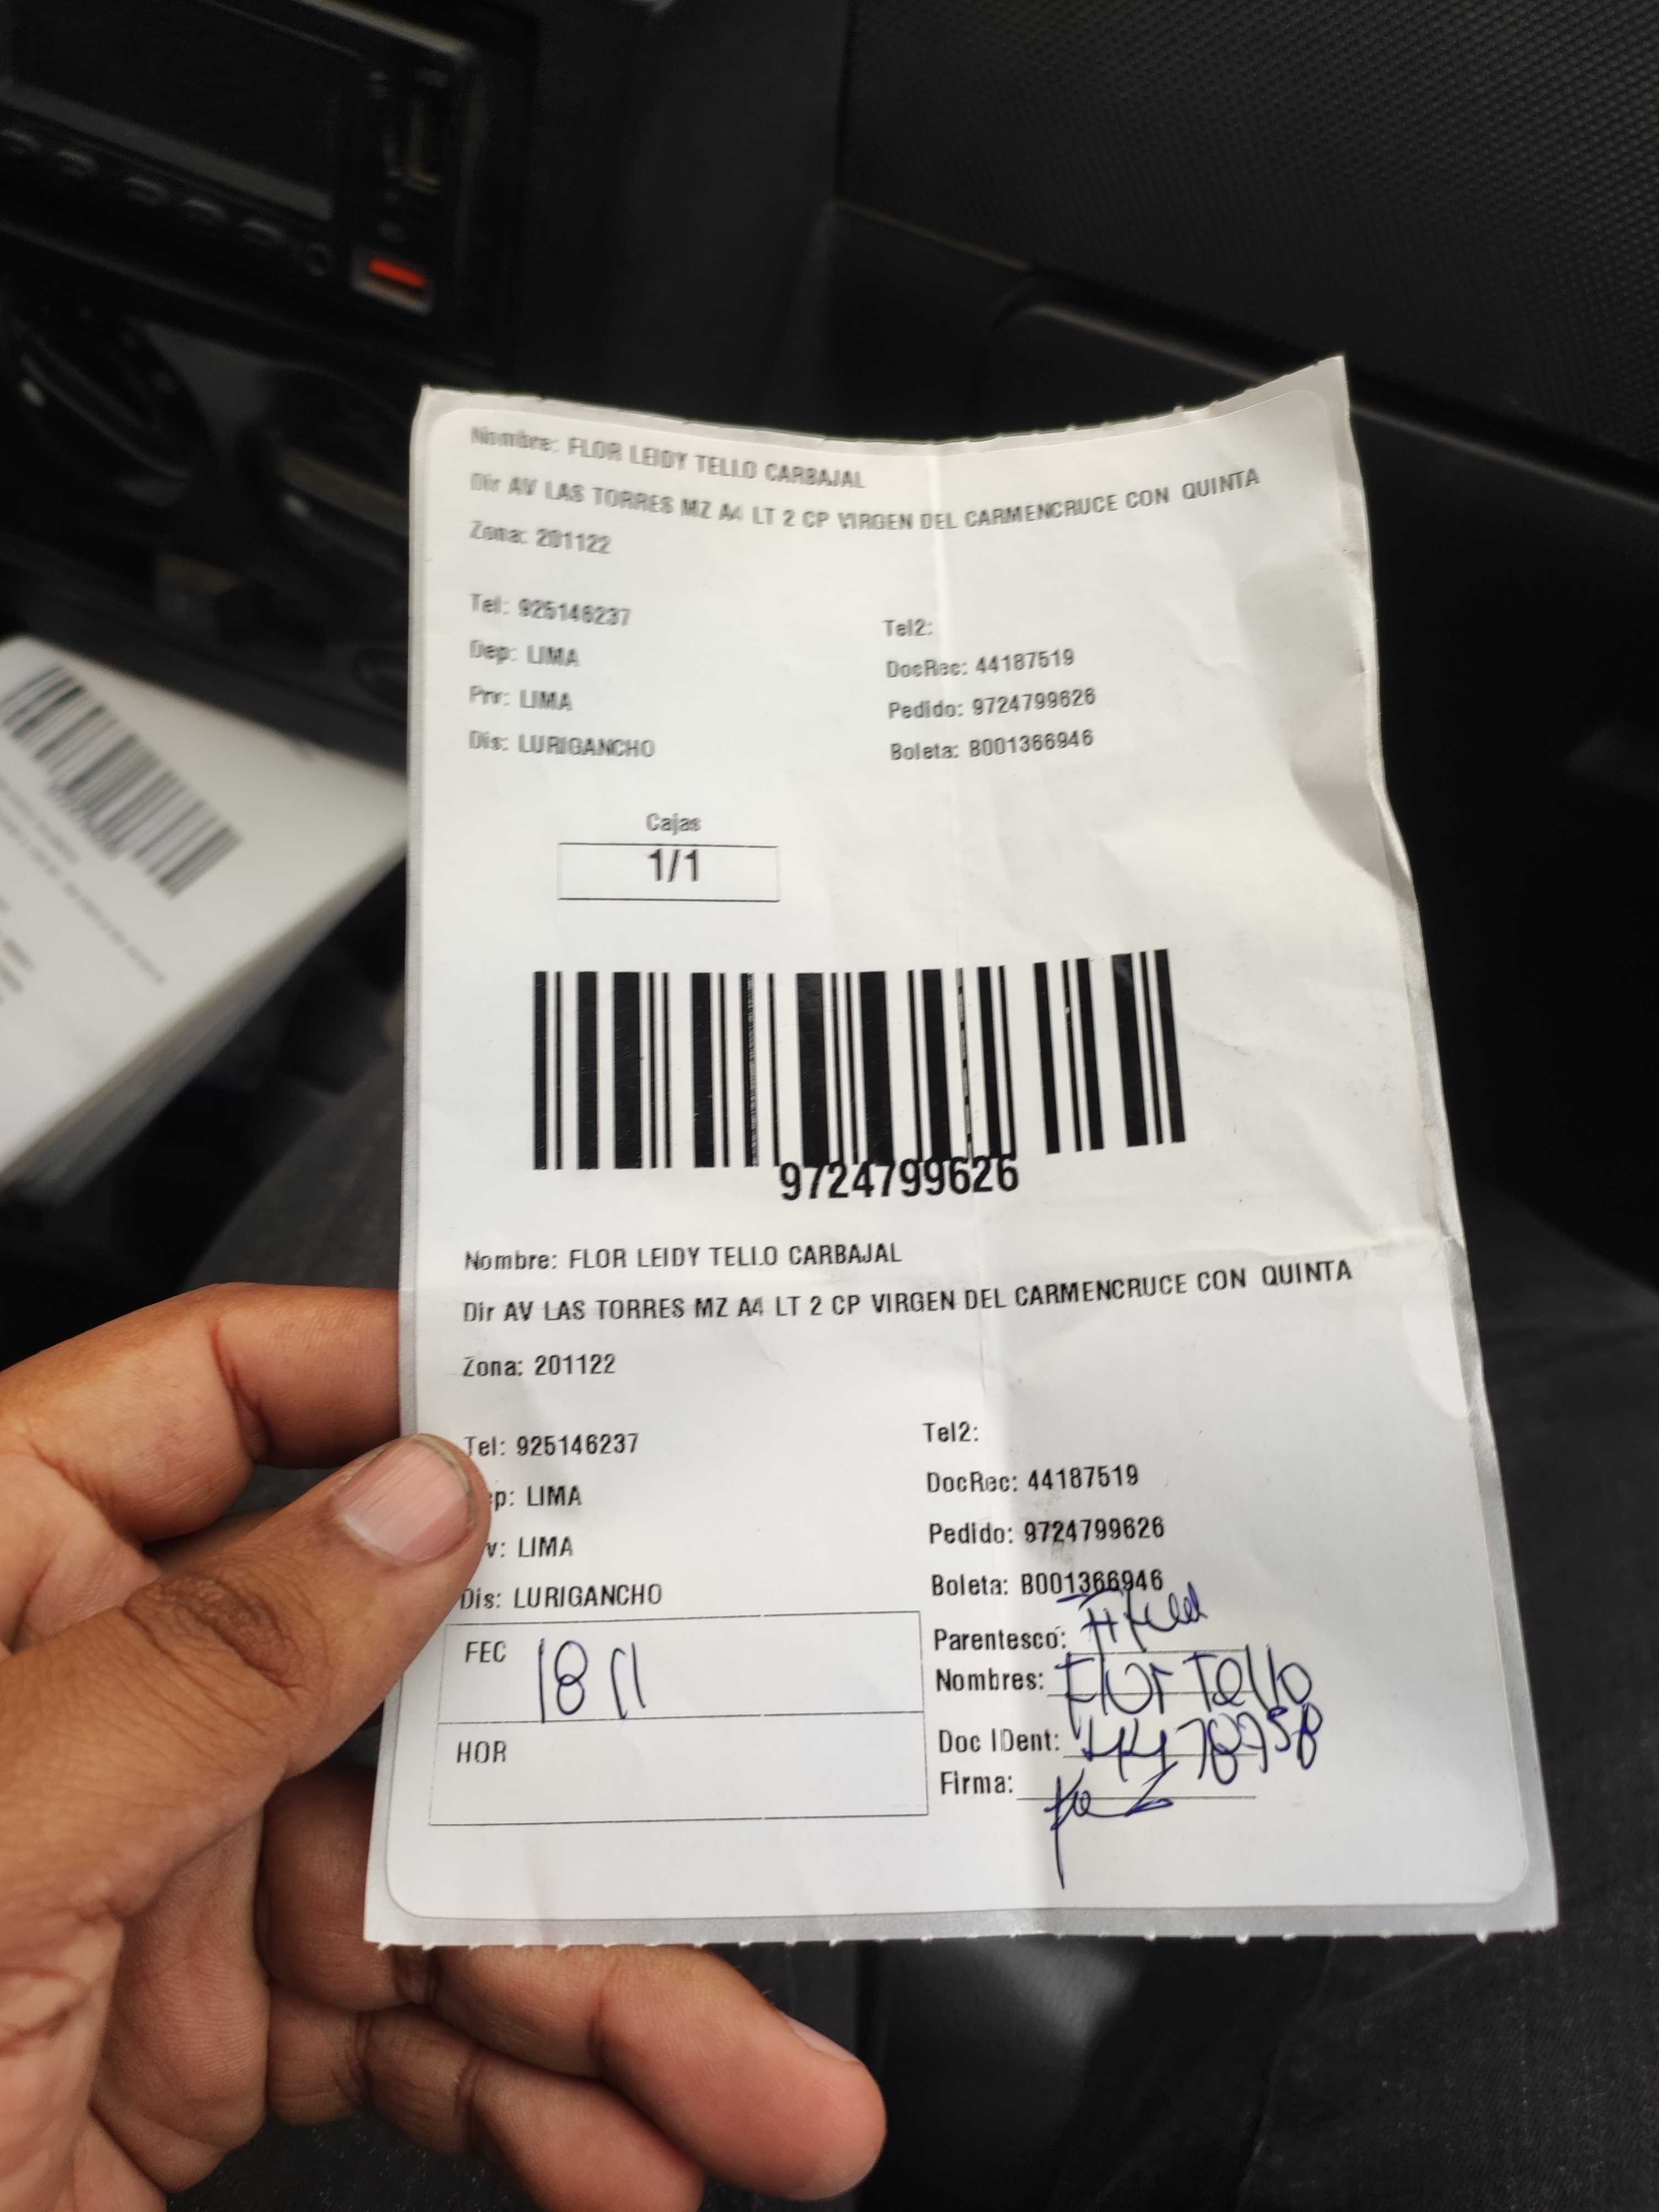 Nombre: FLOR LEIDY TELLO CARBAJAL
Dir AV LAS TORRES MZ A4 LT 2 CP VIRGEN DEL CARMENCRUCE CON QUINTA
Zona: 201122
Tel: 925146237
Tel2:
Dep: LIMA
DocRec: 44187519
Prv: LIMA
Pedido: 9724799626
Dis: LURIGANCHO
Boleta: B001366946
Cajas
1/1
9724799626
Nombre: FLOR LEIDY TELLO CARBAJAL
Dir AV LAS TORRES MZ A4 LT 2 CP VIRGEN DEL CARMENCRUCE CON QUINTA
Zona: 201122
Tel: 925146237
Tel2:
p: LIMA
DocRec: 44187519
v: LIMA
Pedido: 9724799626
Dis: LURIGANCHO
Boleta: B001366946
FEC 18 11
Parentesco:
Nombres: Flor Tello
HOR
Doc IDent:
Firma: